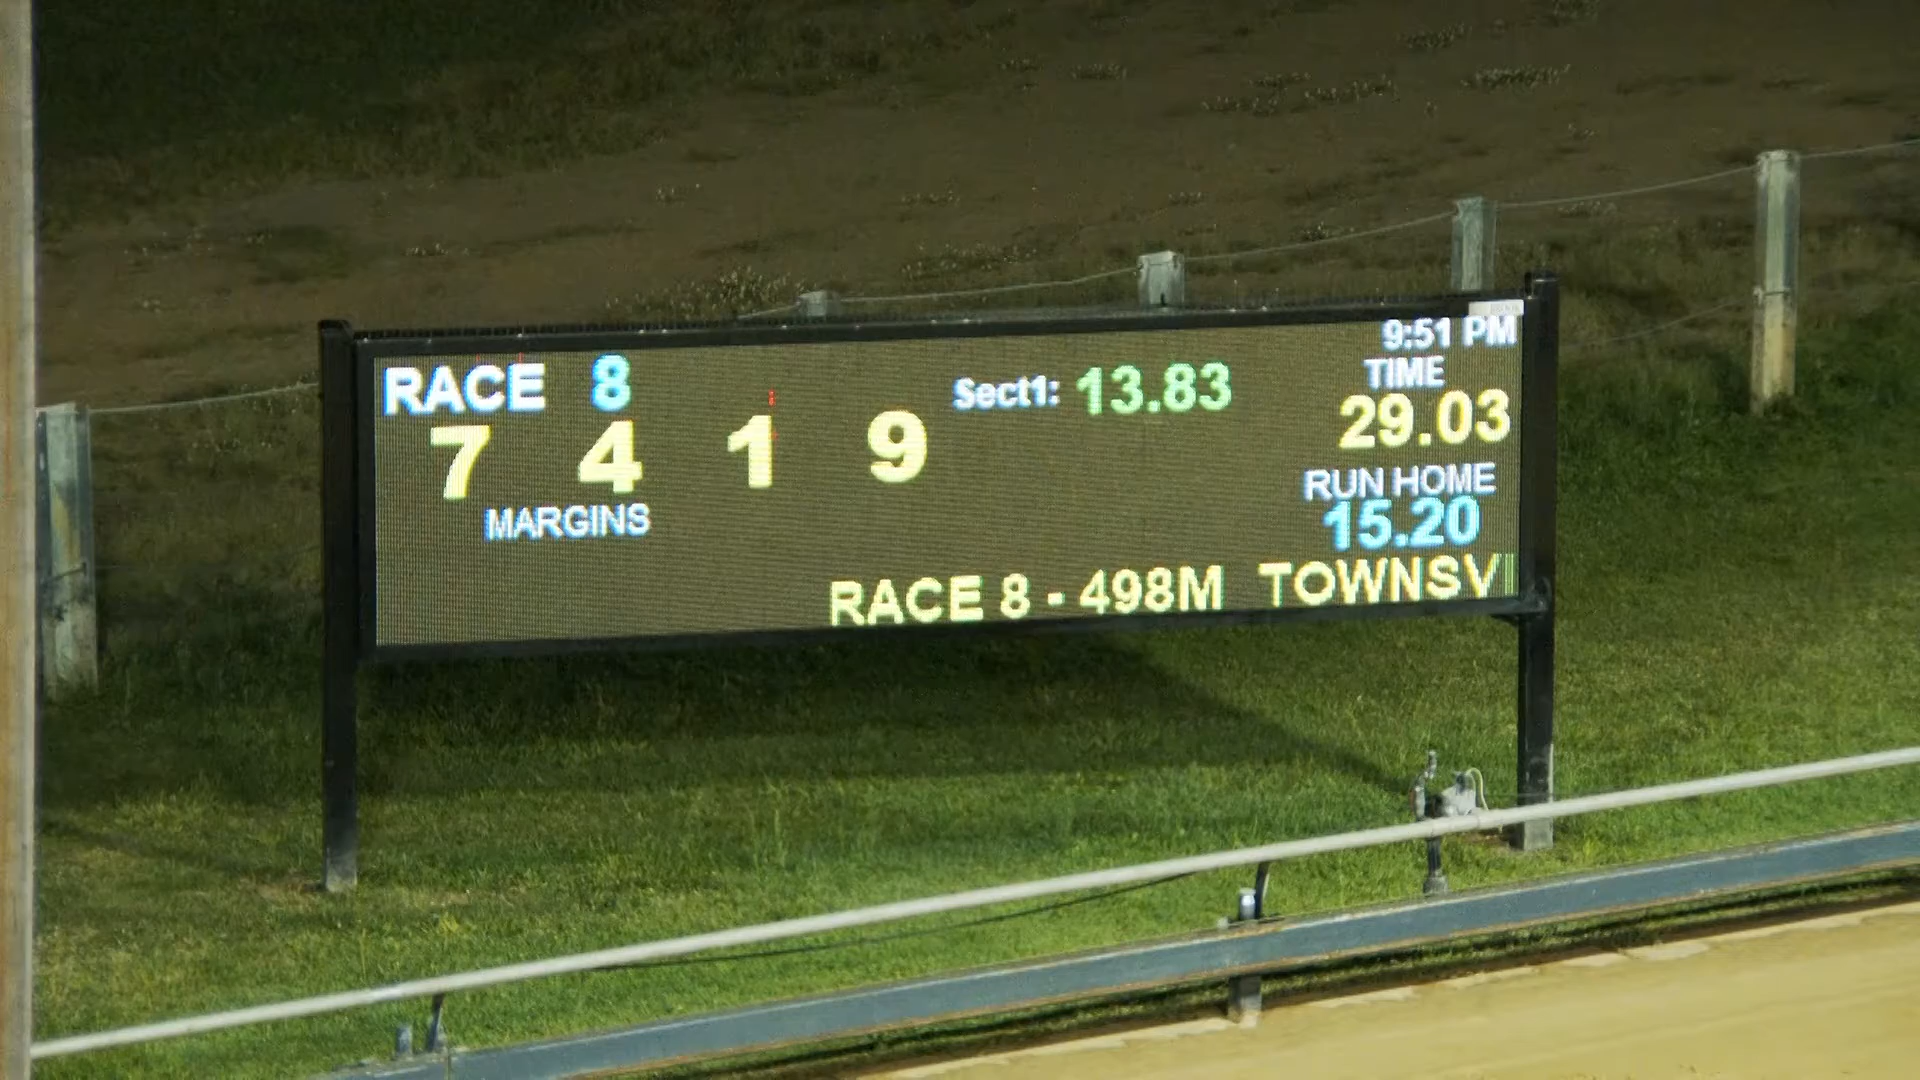 9:51 PM
RACE 8 Sect1: 13.83 TIME
7 4 1 9 29.03
MARGINS RUN HOME
15.20
RACE 8 - 498M TOWNSV